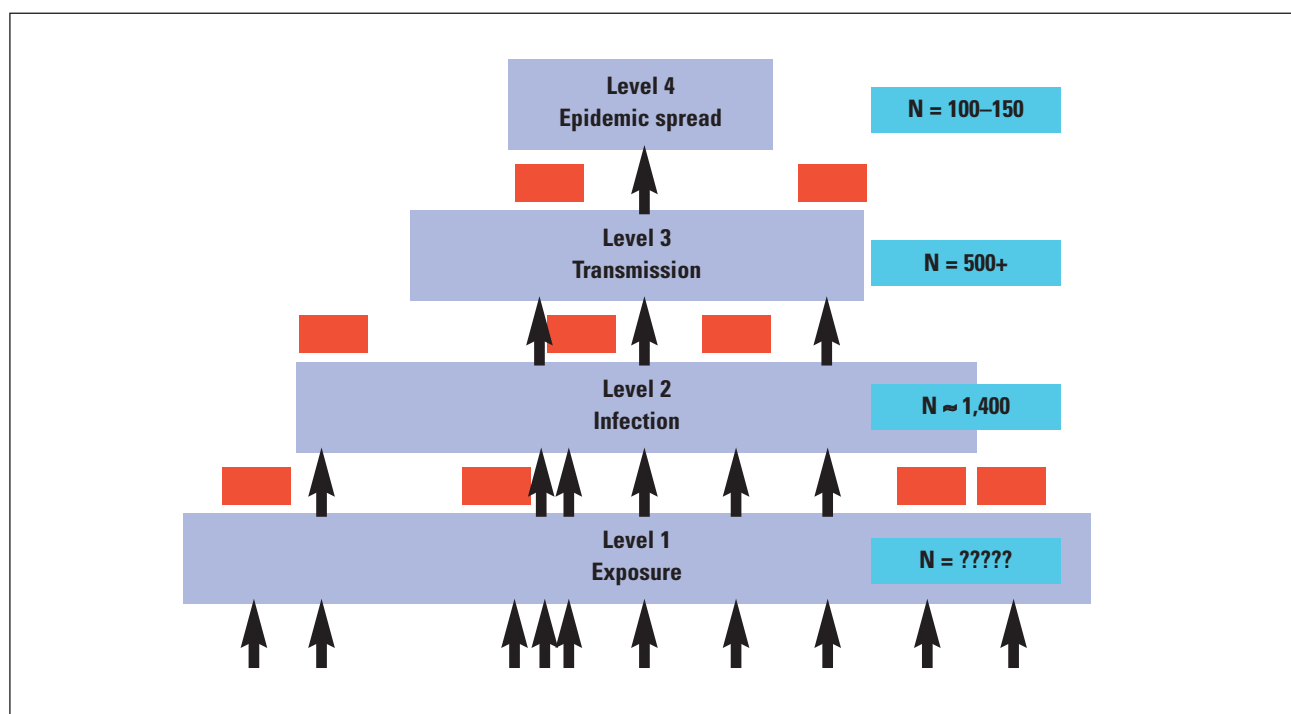 Level 4
Epidemic spread
N = 100–150
Level 3
Transmission
N = 500+
Level 2
Infection
N ≈ 1,400
Level 1
Exposure
N = ?????